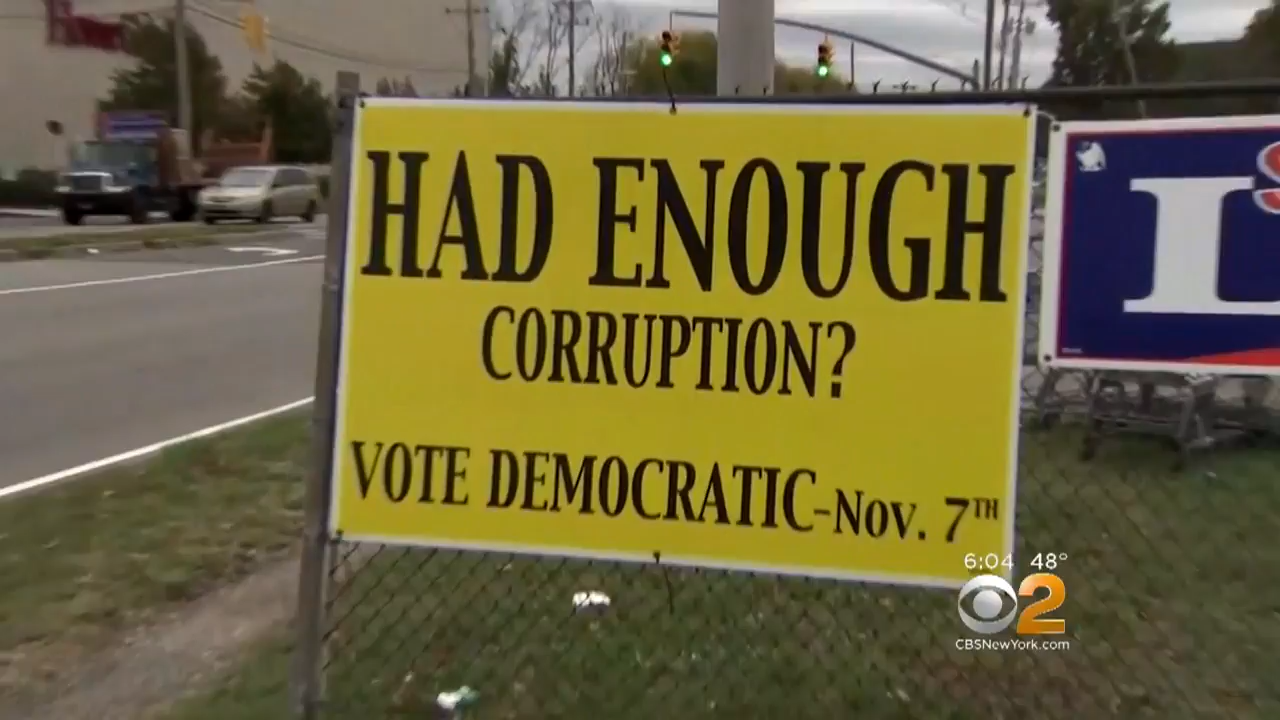 HAD ENOUGH
CORRUPTION?
VOTE DEMOCRATIC-NOV. 7TH
6:04 48°
2
CBSNewYork.com